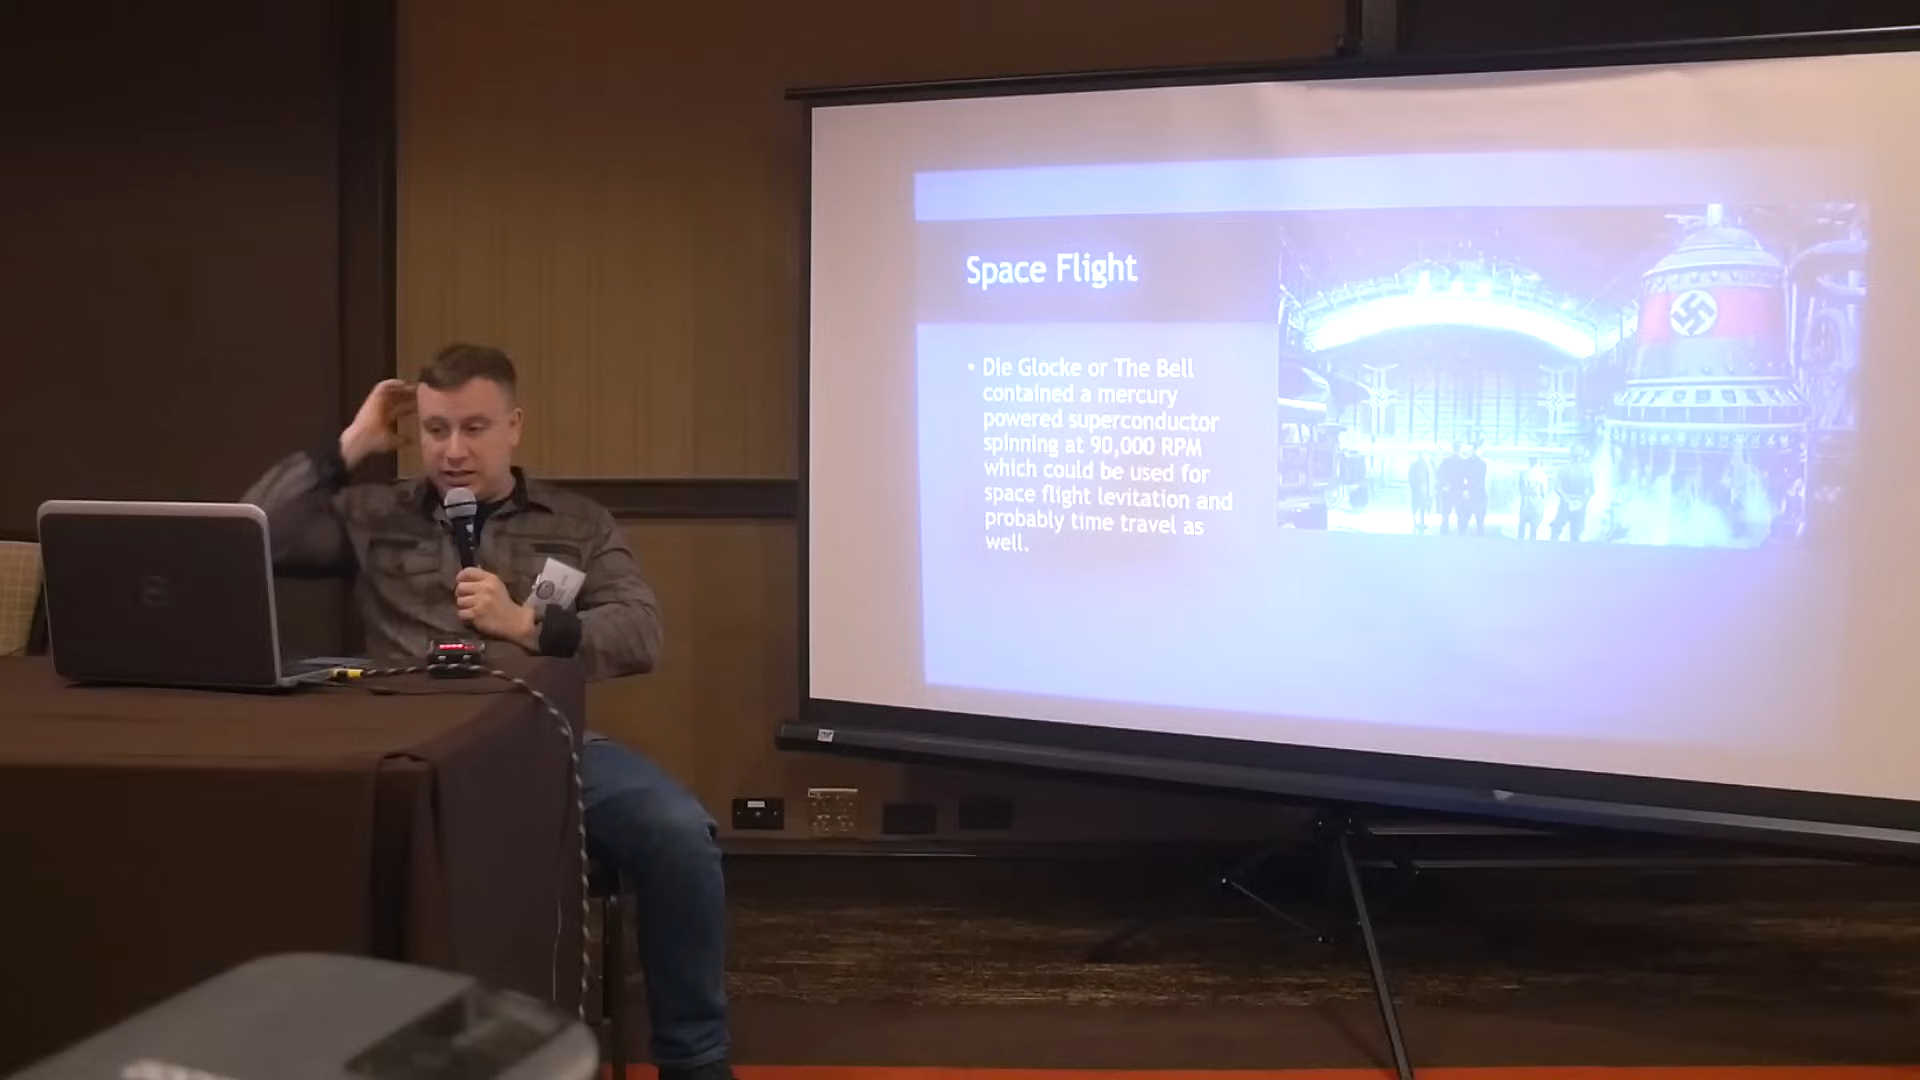 Space Flight
• Die Glocke or The Bell
contained a mercury
powered superconductor
spinning at 90,000 RPM
which could be used for
space flight levitation and
probably time travel as
well.